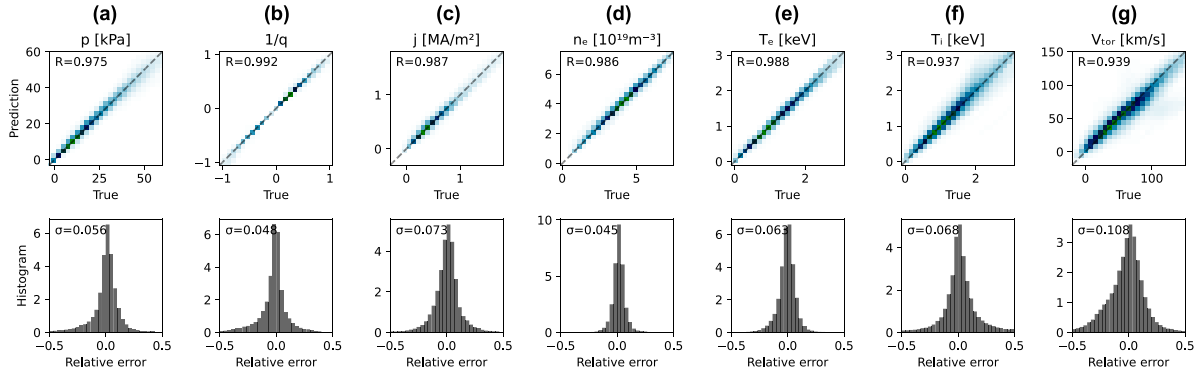 (a) (b) (c) (d) (e) (f) (g)
p [kPa] 1/q j [MA/m²] nₑ [10¹⁹m⁻³] Tₑ [keV] Tᵢ [keV] Vₜₒᵣ [km/s]
Prediction
60
40
20
0
R=0.975
0 25 50
True
1
0
−1
R=0.992
−1 0 1
True
1
0
R=0.987
0 1
True
6
4
2
0
R=0.986
0.0 2.5 5.0 7.5
True
3
2
1
0
R=0.988
0 2
True
3
2
1
0
R=0.937
0 2
True
150
100
50
0
R=0.939
0 100
True
Histogram
6
4
2
0
σ=0.056
−0.5 0.0 0.5
Relative error
6
4
2
0
σ=0.048
−0.5 0.0 0.5
Relative error
4
2
0
σ=0.073
−0.5 0.0 0.5
Relative error
10
5
0
σ=0.045
−0.5 0.0 0.5
Relative error
6
4
2
0
σ=0.063
−0.5 0.0 0.5
Relative error
4
2
0
σ=0.068
−0.5 0.0 0.5
Relative error
3
2
1
0
σ=0.108
−0.5 0.0 0.5
Relative error